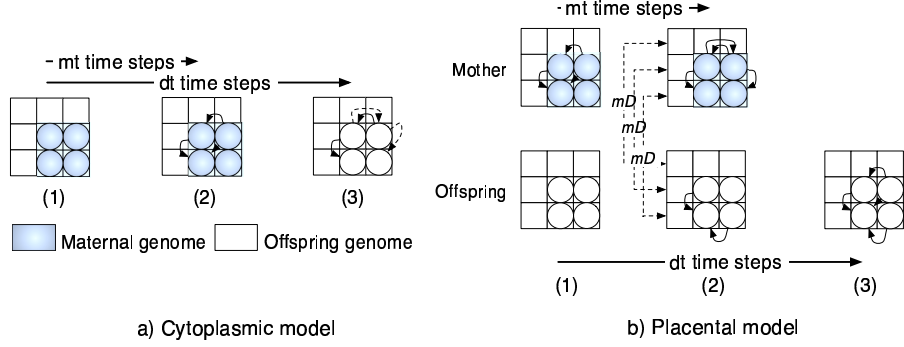 mt time steps
dt time steps
(1) (2) (3)
Maternal genome Offspring genome
a) Cytoplasmic model
mt time steps
Mother
mD
mD
mD
Offspring
dt time steps
(1) (2) (3)
b) Placental model